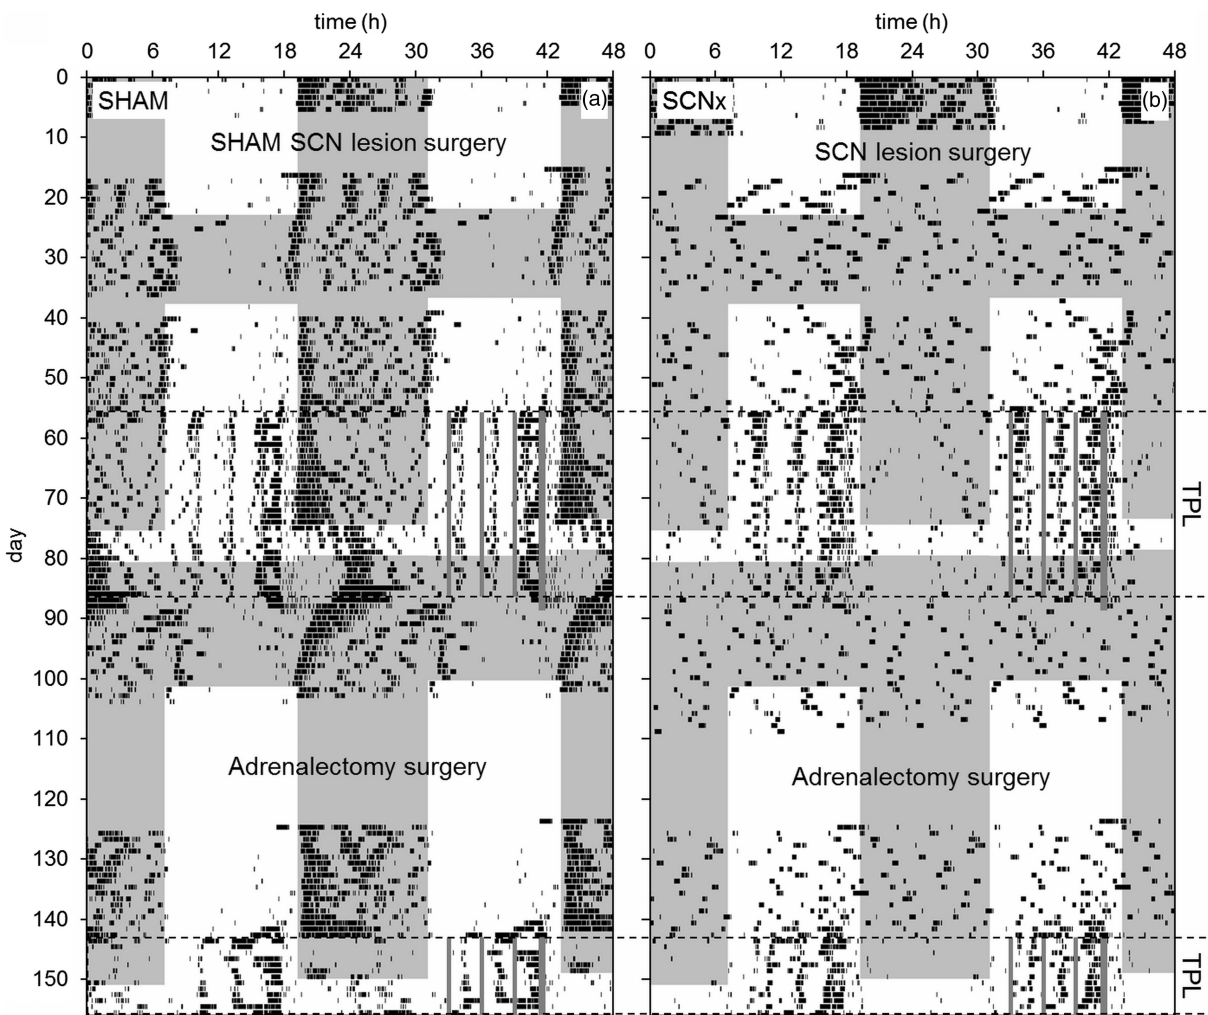 time (h) time (h)
0 6 12 18 24 30 36 42 48 0 6 12 18 24 30 36 42 48
0
SHAM (a) SCNx (b)
10
SHAM SCN lesion surgery SCN lesion surgery
20
30
40
50
60
70
TPL
day
80
90
100
110
Adrenalectomy surgery Adrenalectomy surgery
120
130
140
150
TPL